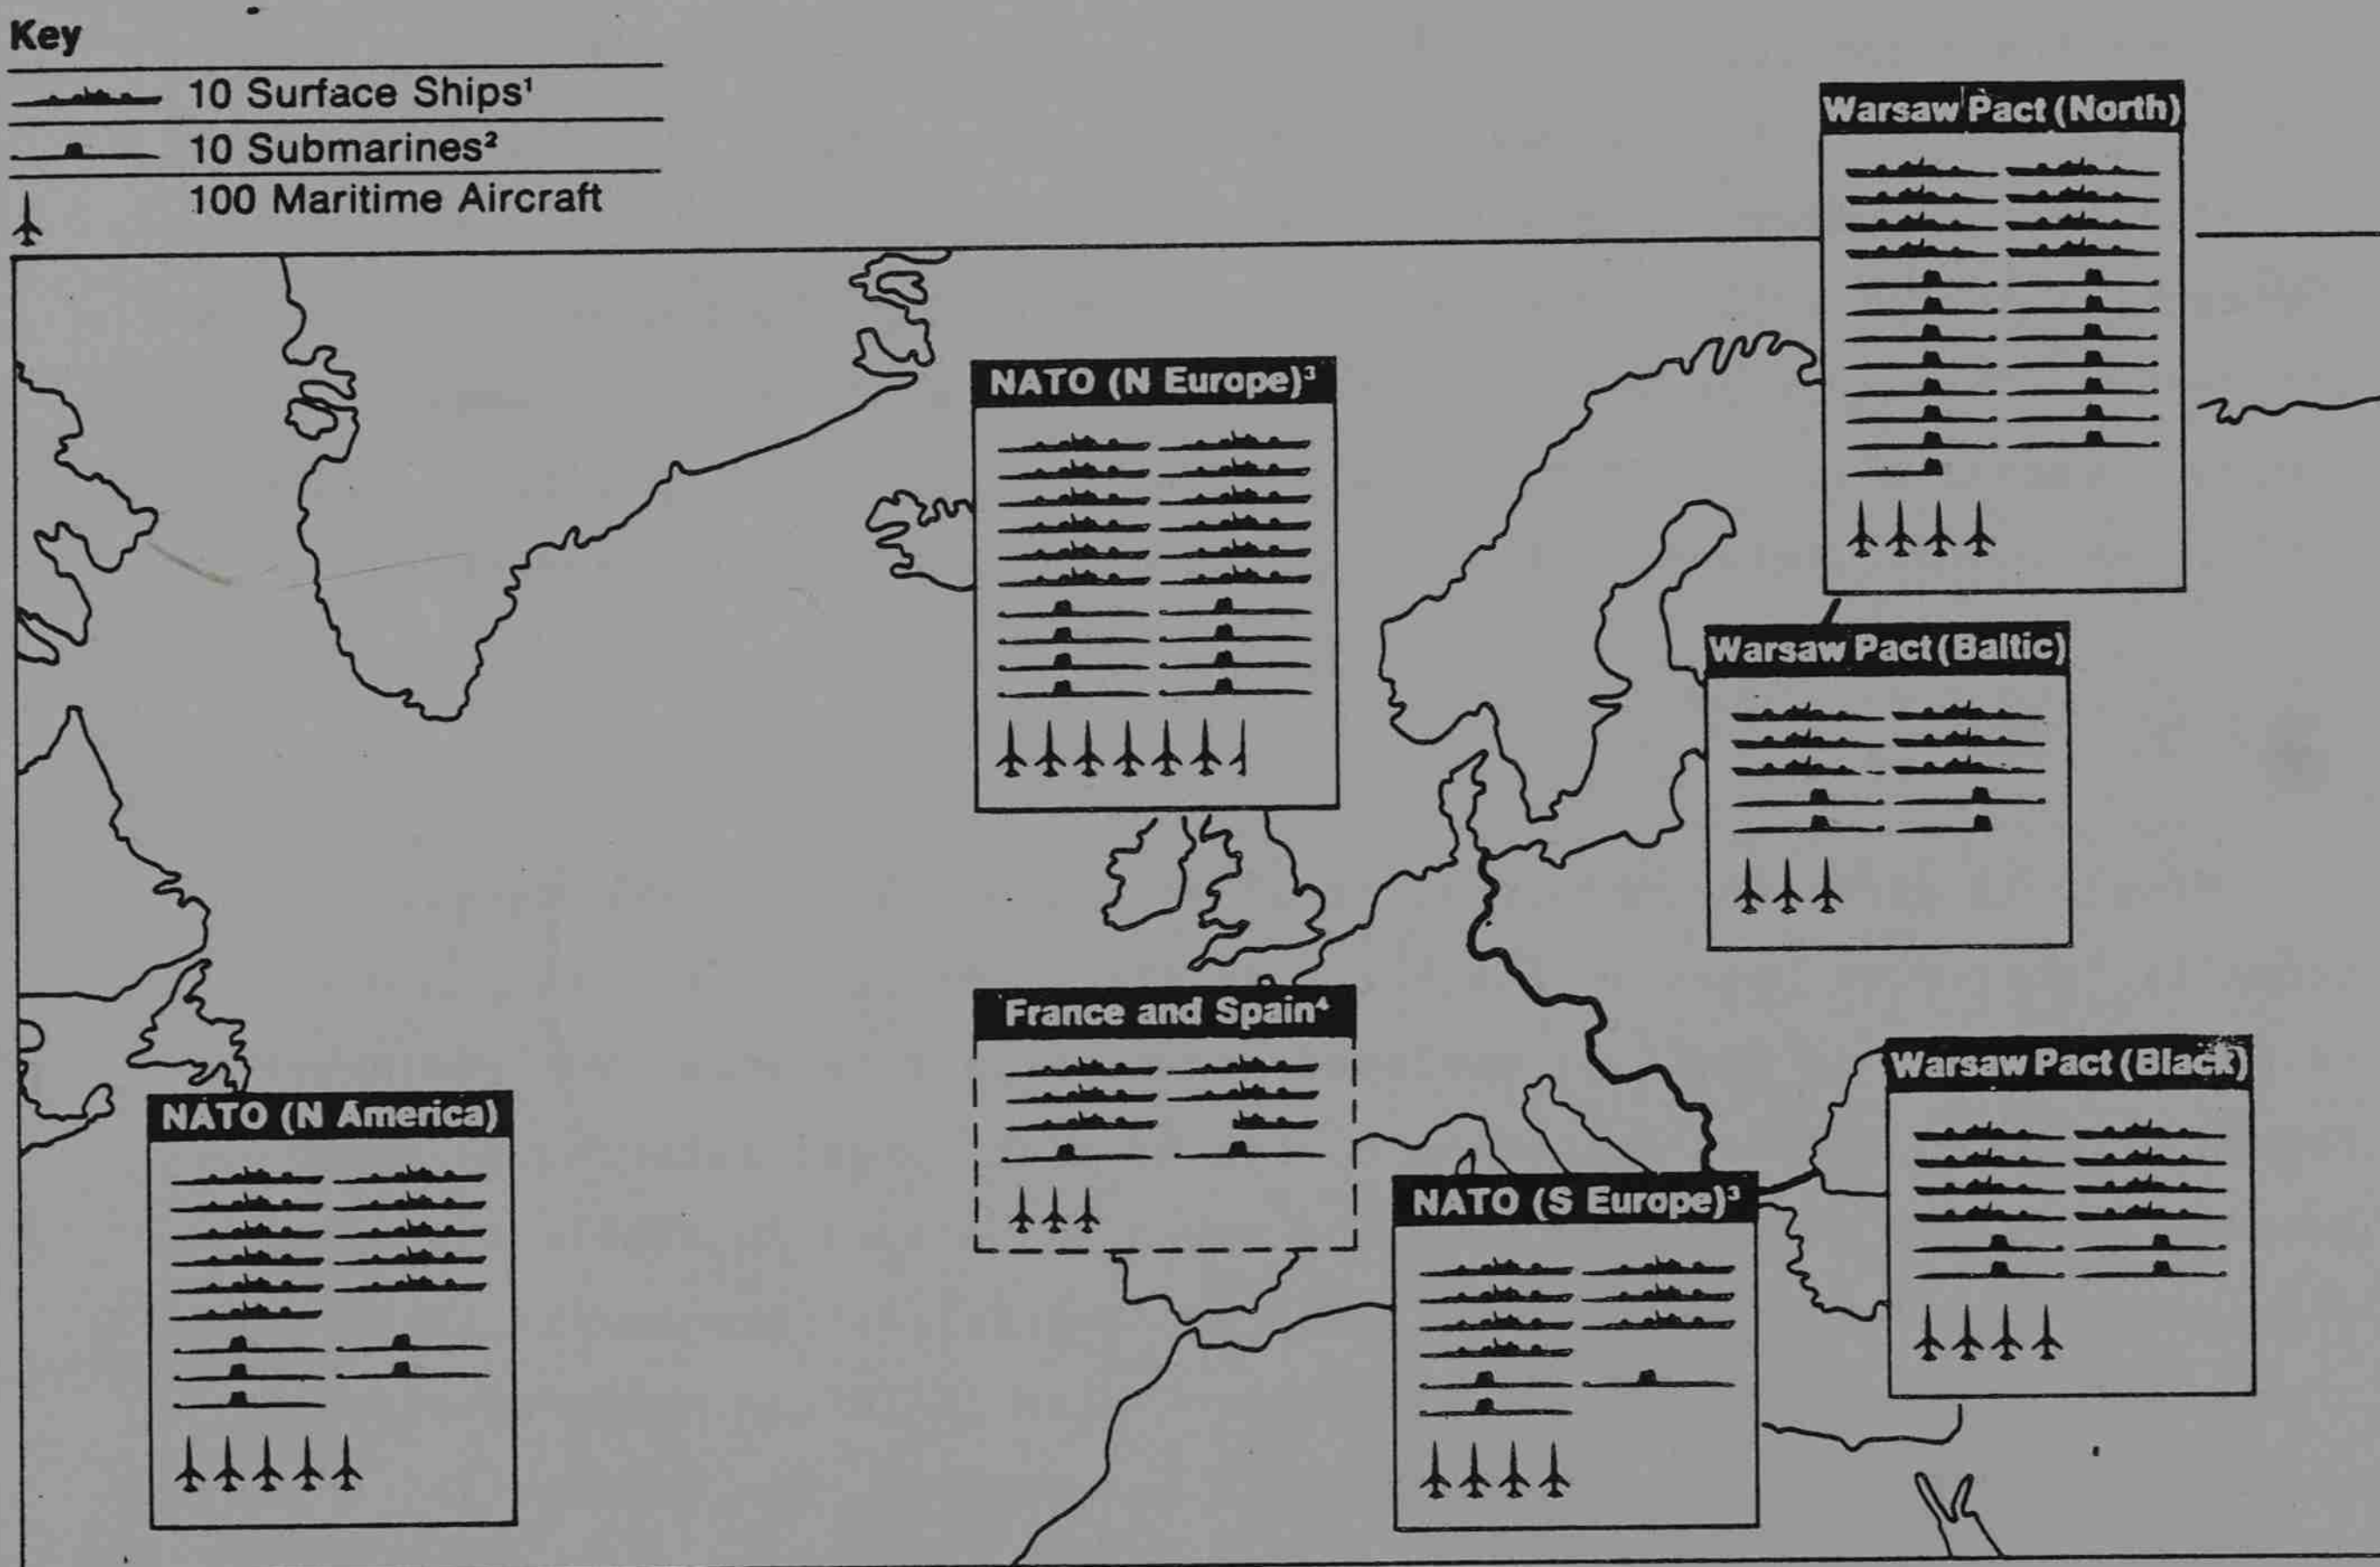 Key
10 Surface Ships¹
10 Submarines²
100 Maritime Aircraft
Warsaw Pact (North)
NATO (N Europe)³
Warsaw Pact (Baltic)
France and Spain⁴
Warsaw Pact (Black)
NATO (N America)
NATO (S Europe)³